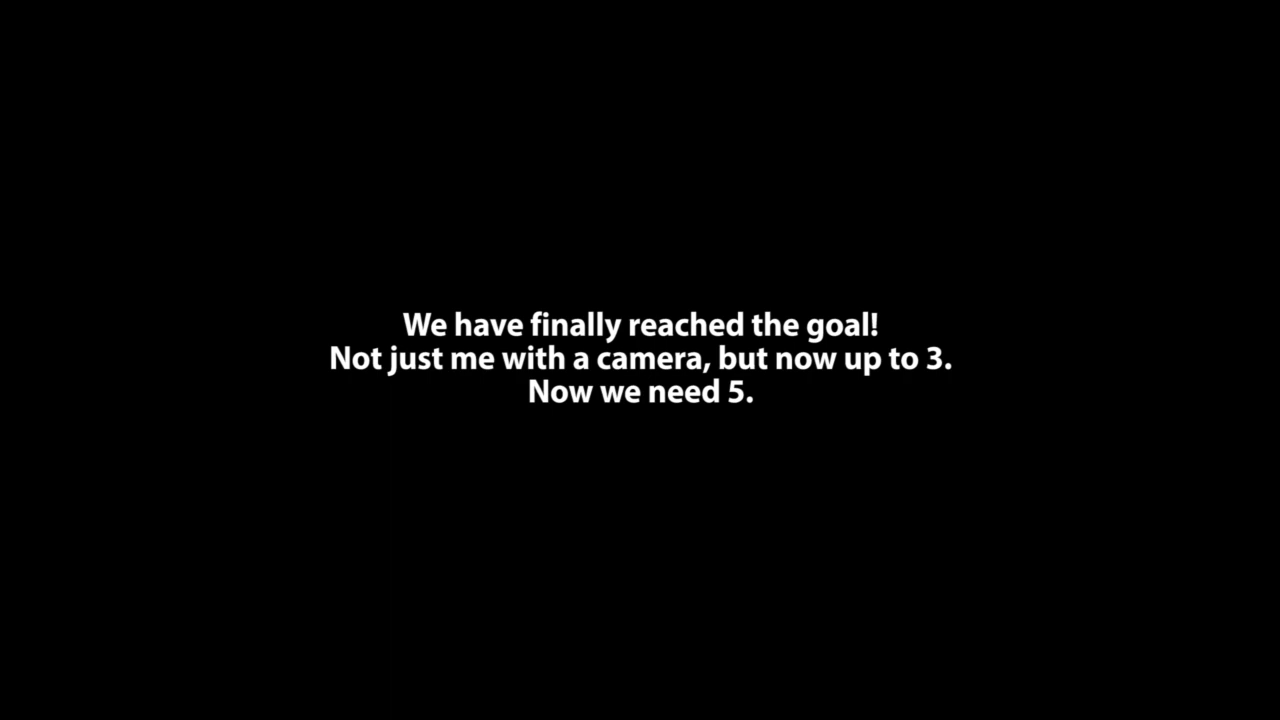 We have finally reached the goal!
Not just me with a camera, but now up to 3.
Now we need 5.